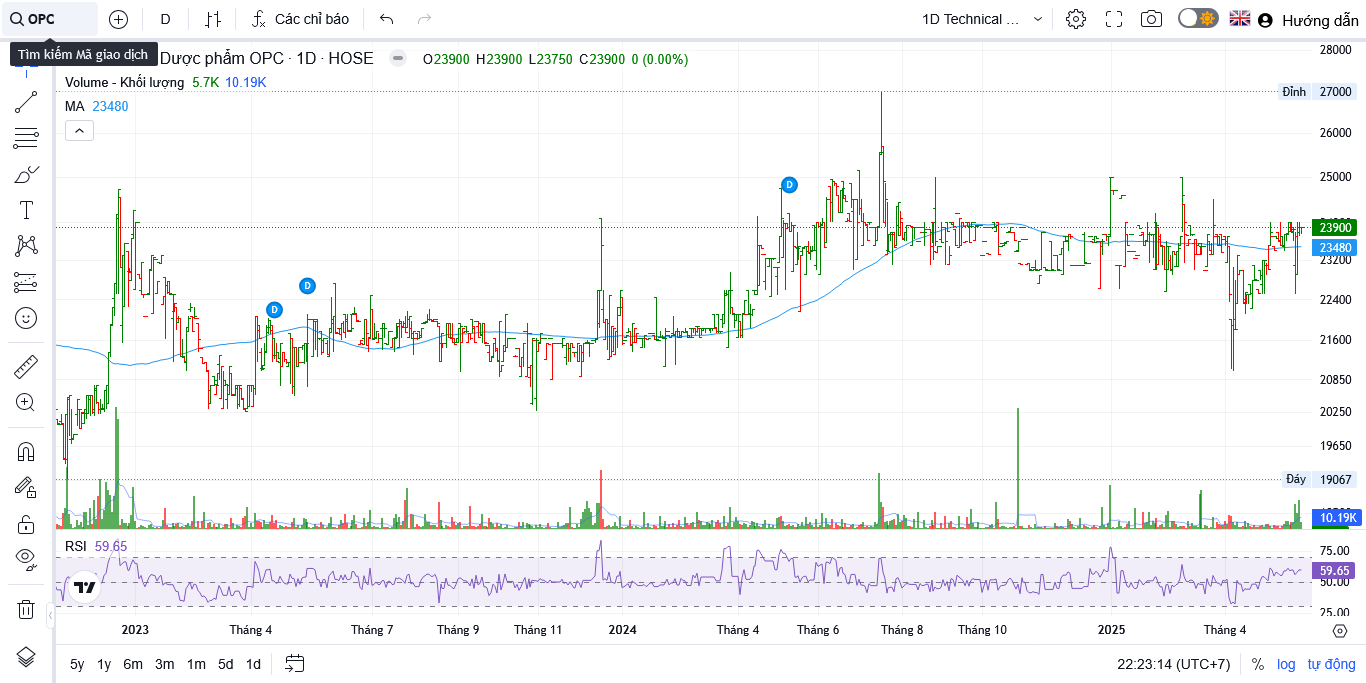 OPC D Các chỉ báo 1D Technical ... Hướng dẫn
Tìm kiếm Mã giao dịch
Dược phẩm OPC · 1D · HOSE O23900 H23900 L23750 C23900 0 (0.00%)
Volume - Khối lượng 5.7K 10.19K
MA 23480
28000
Đỉnh 27000
26000
25000
D
23900
23480
23200
D
D
22400
21600
20850
20250
19650
Đáy 19067
10.19K
RSI 59.65
75.00
59.65
50.00
25.00
2023 Tháng 4 Tháng 7 Tháng 9 Tháng 11 2024 Tháng 4 Tháng 6 Tháng 8 Tháng 10 2025 Tháng 4
5y 1y 6m 3m 1m 5d 1d 22:23:14 (UTC+7) % log tự động